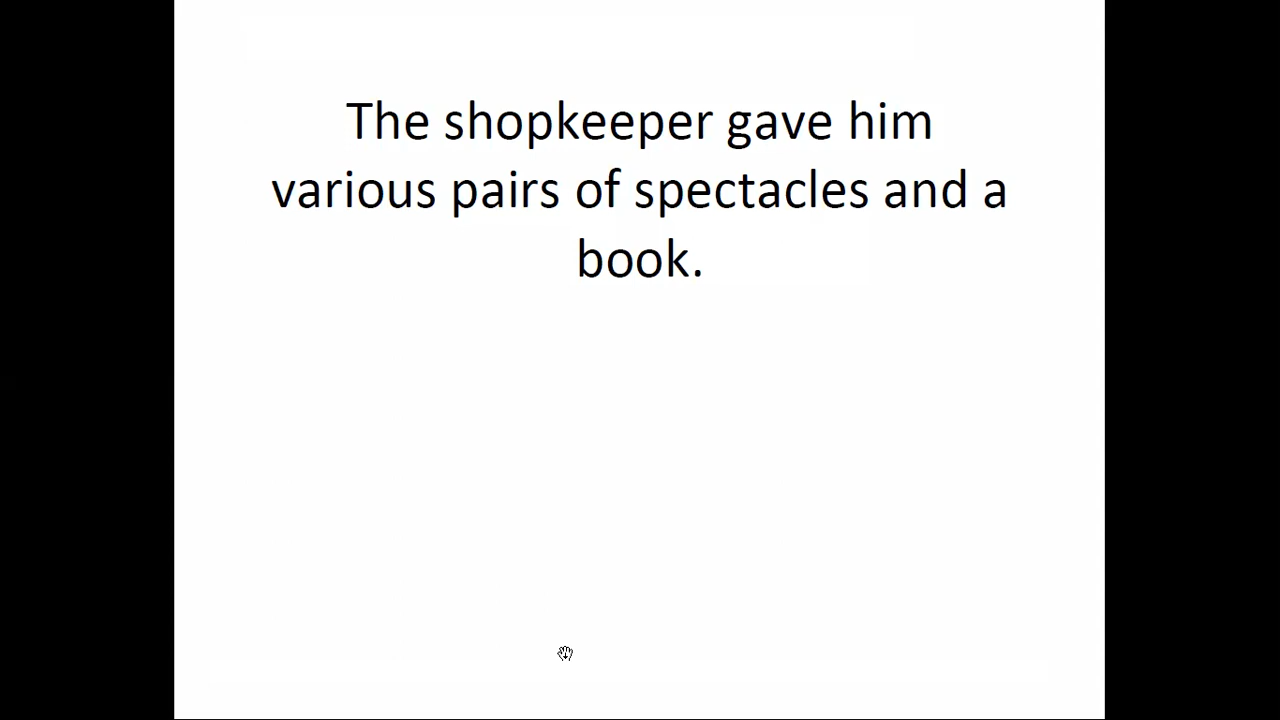 The shopkeeper gave him
various pairs of spectacles and a
book.